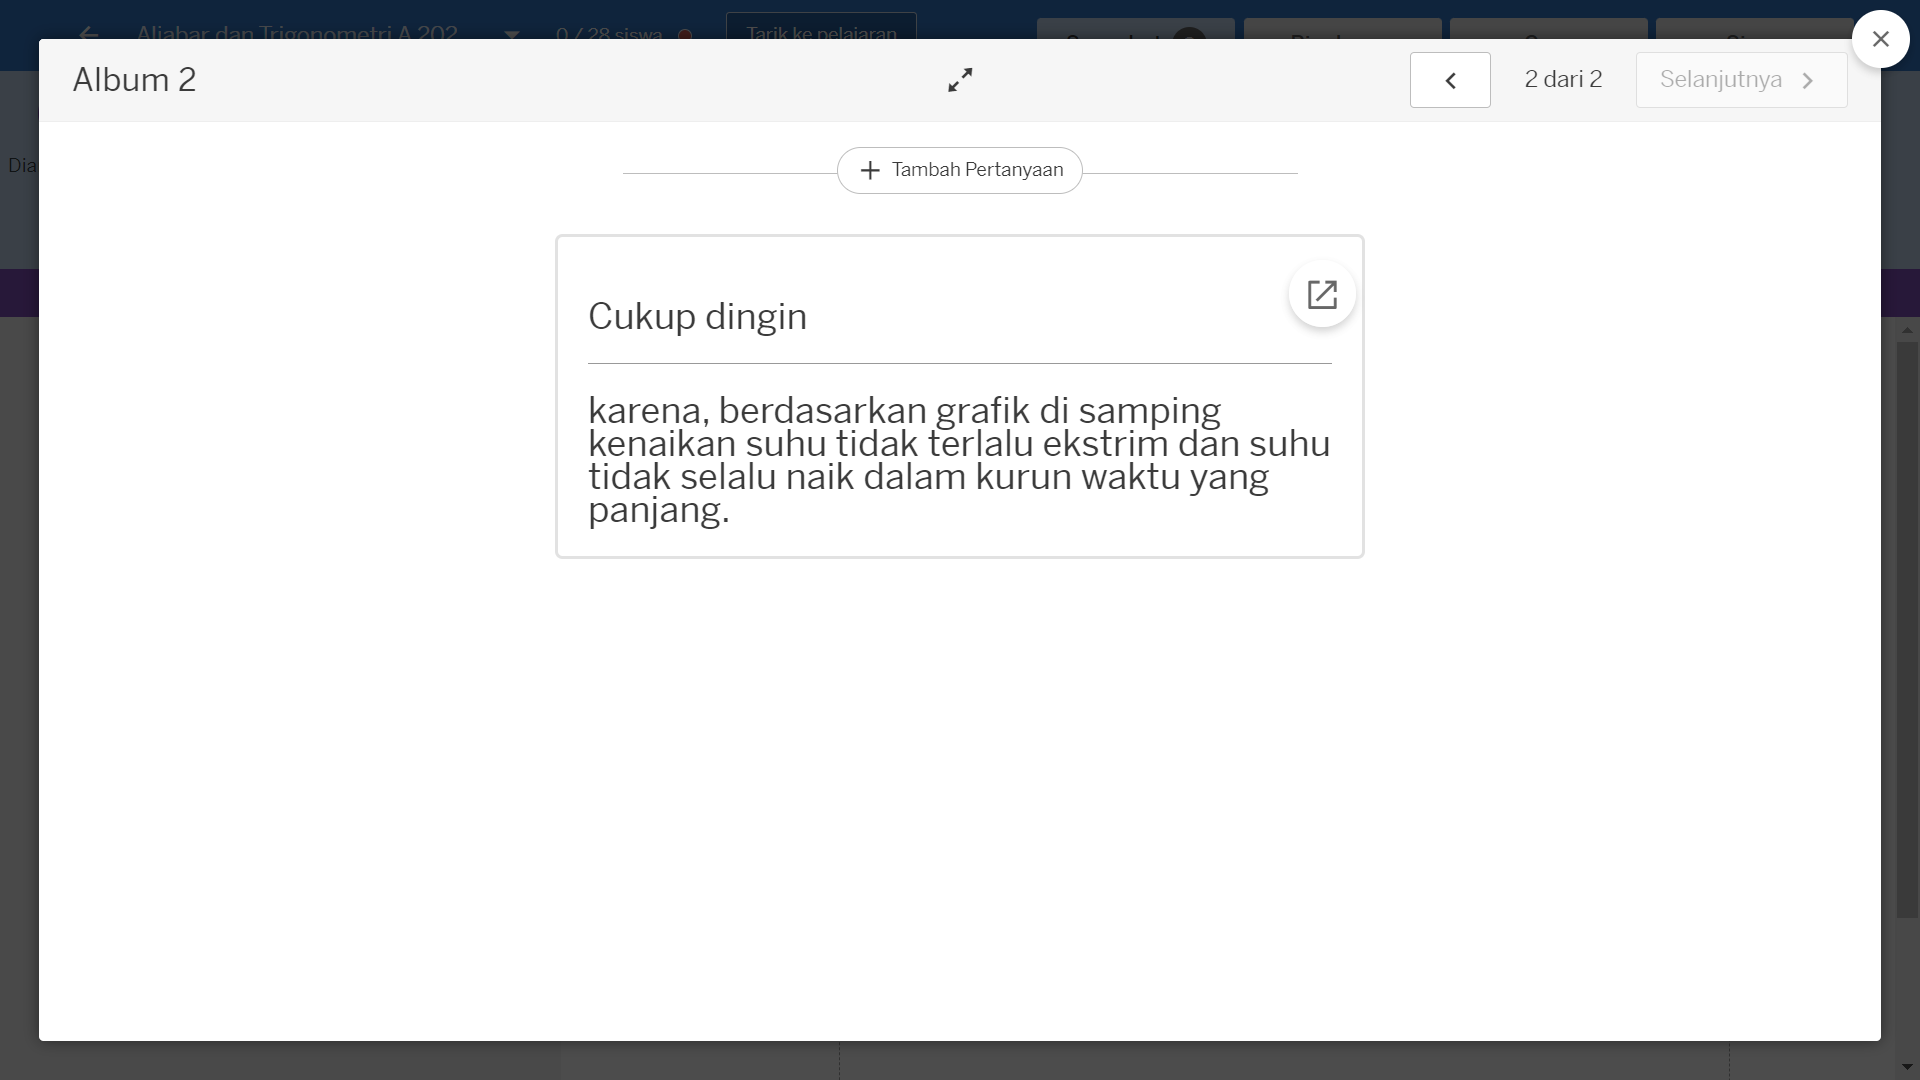 Aljabar dan Trigonometri A 202
0 / 28 siswa
Tarik ke pelajaran
Album 2
2 dari 2
Selanjutnya
Dia
Tambah Pertanyaan
Cukup dingin
karena, berdasarkan grafik di samping
kenaikan suhu tidak terlalu ekstrim dan suhu
tidak selalu naik dalam kurun waktu yang
panjang.